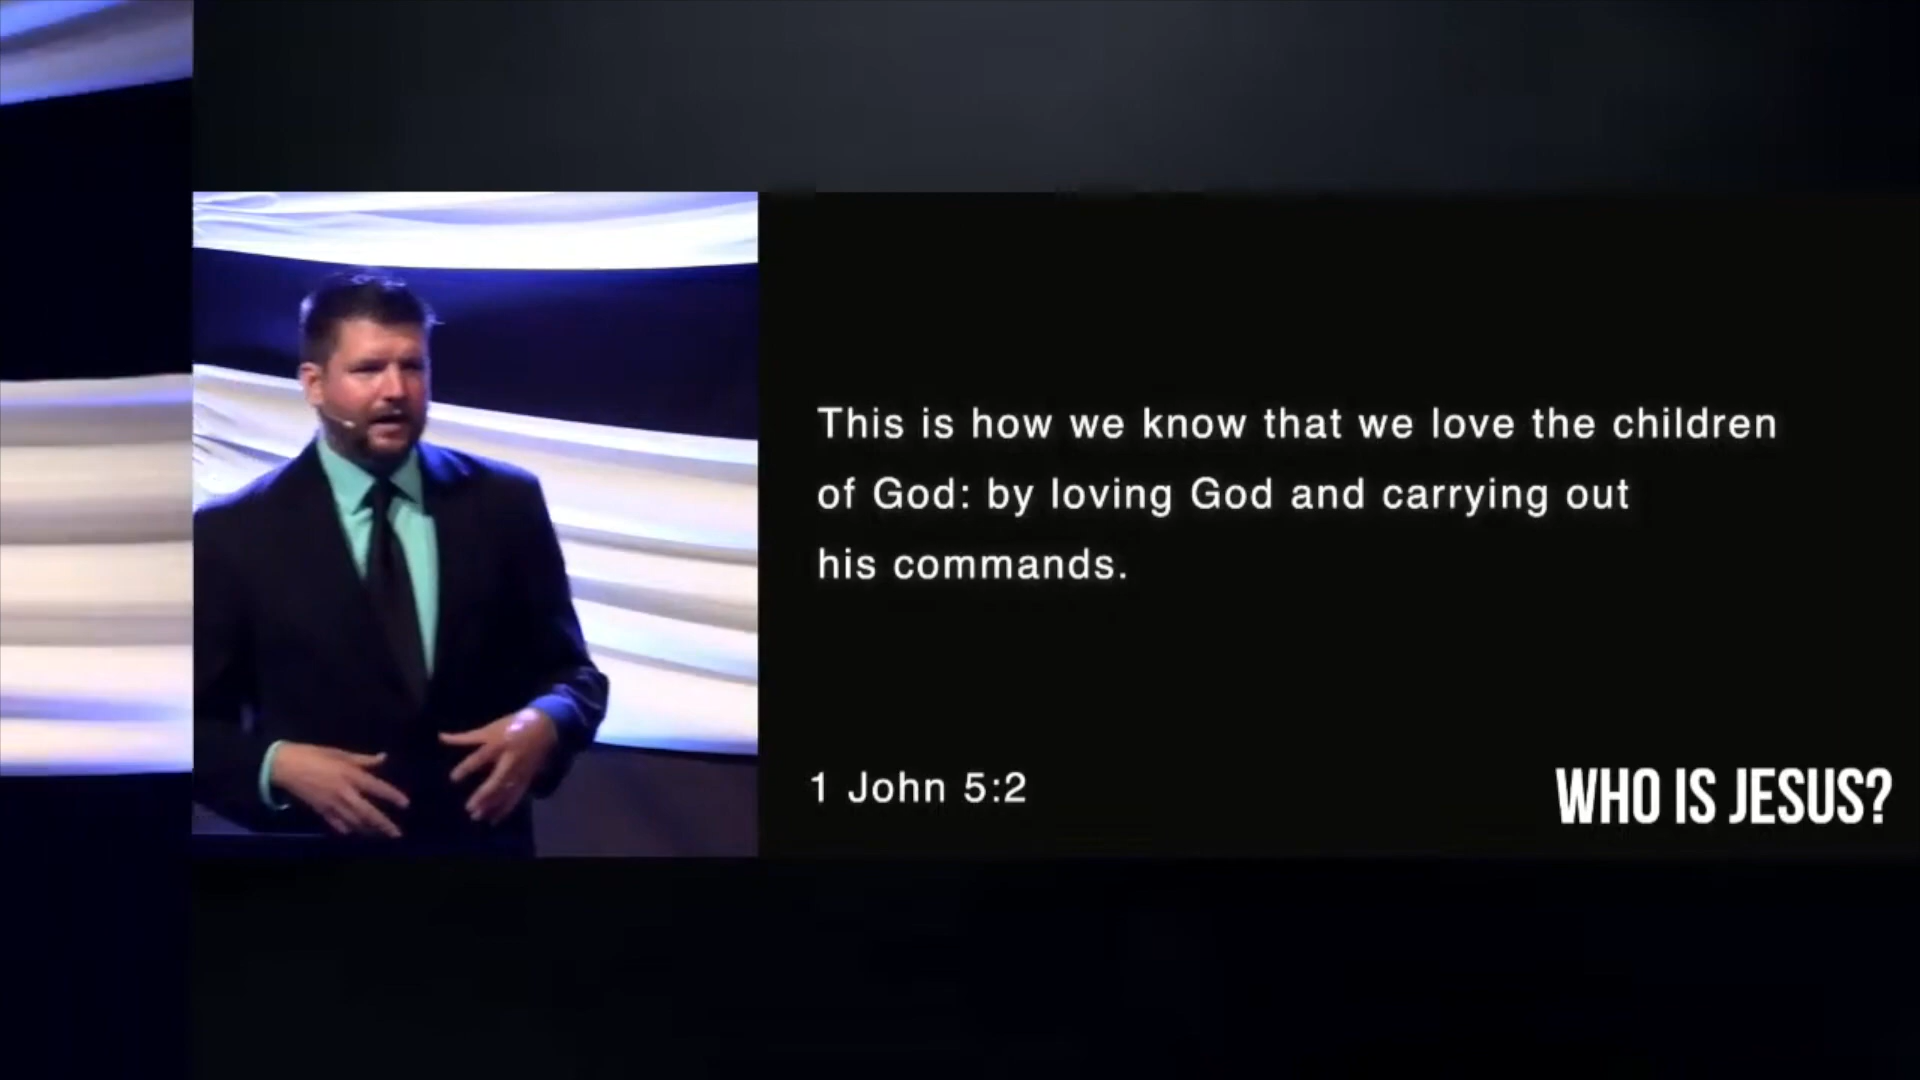 This is how we know that we love the children
of God: by loving God and carrying out
his commands.
1 John 5:2
WHO IS JESUS?